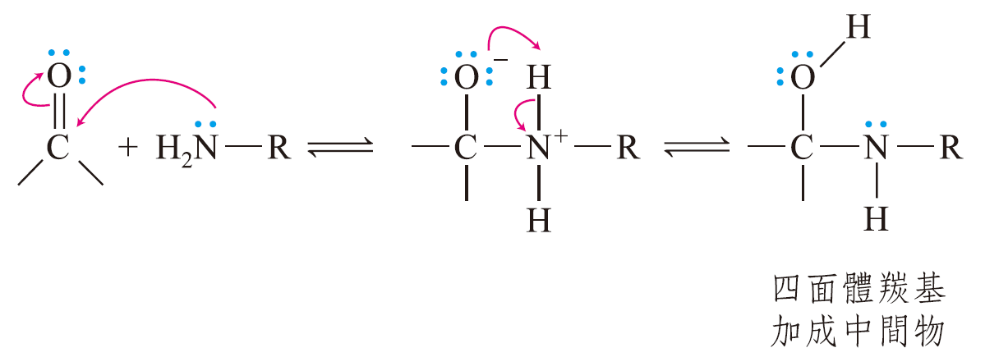 O O − H O H
C + H₂N — R ⇌ — C — N⁺ — R ⇌ — C — N — R
H H
四面體羰基
加成中間物